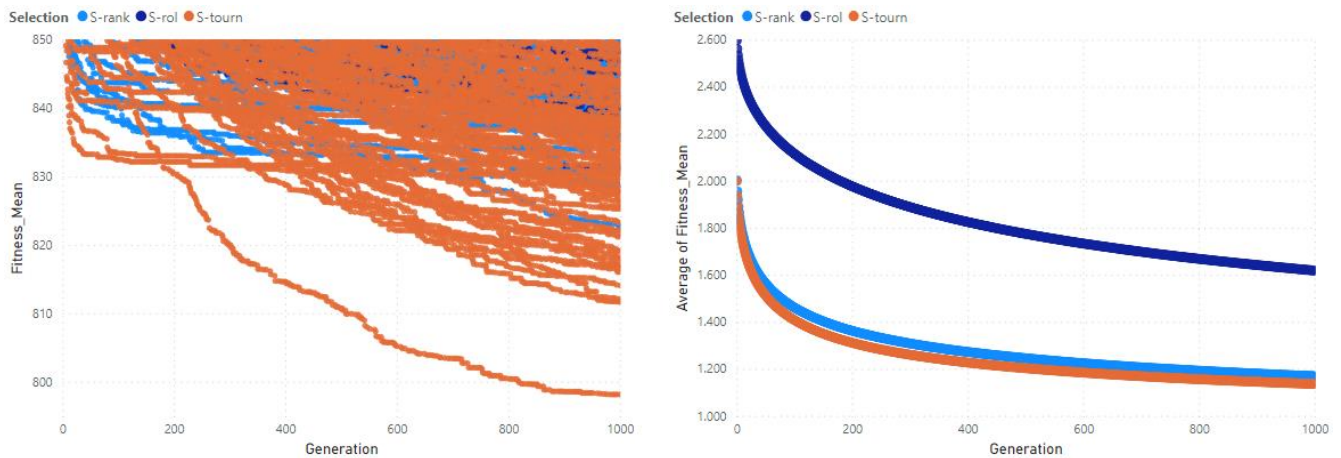 Selection S-rank S-rol S-tourn
850
840
830
820
810
800
Fitness_Mean
0 200 400 600 800 1000
Generation
Selection S-rank S-rol S-tourn
2.600
2.400
2.200
2.000
1.800
1.600
1.400
1.200
1.000
Average of Fitness_Mean
0 200 400 600 800 1000
Generation